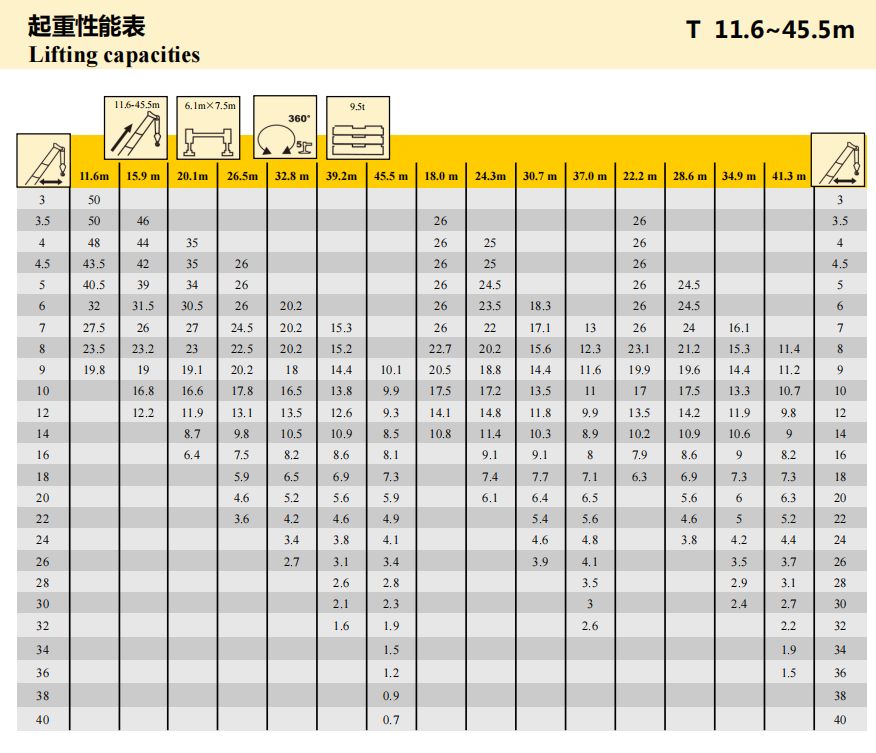 起重性能表
T 11.6~45.5m
Lifting capacities
11.6-45.5m 6.1m×7.5m 360° 5 9.5t
11.6m 15.9 m 20.1m 26.5m 32.8 m 39.2m 45.5 m 18.0 m 24.3m 30.7 m 37.0 m 22.2 m 28.6 m 34.9 m 41.3 m
3 50 3
3.5 50 46 26 26 3.5
4 48 44 35 26 25 26 4
4.5 43.5 42 35 26 26 25 26 4.5
5 40.5 39 34 26 26 24.5 26 24.5 5
6 32 31.5 30.5 26 20.2 26 23.5 18.3 26 24.5 6
7 27.5 26 27 24.5 20.2 15.3 26 22 17.1 13 26 24 16.1 7
8 23.5 23.2 23 22.5 20.2 15.2 22.7 20.2 15.6 12.3 23.1 21.2 15.3 11.4 8
9 19.8 19 19.1 20.2 18 14.4 10.1 20.5 18.8 14.4 11.6 19.9 19.6 14.4 11.2 9
10 16.8 16.6 17.8 16.5 13.8 9.9 17.5 17.2 13.5 11 17 17.5 13.3 10.7 10
12 12.2 11.9 13.1 13.5 12.6 9.3 14.1 14.8 11.8 9.9 13.5 14.2 11.9 9.8 12
14 8.7 9.8 10.5 10.9 8.5 10.8 11.4 10.3 8.9 10.2 10.9 10.6 9 14
16 6.4 7.5 8.2 8.6 8.1 9.1 9.1 8 7.9 8.6 9 8.2 16
18 5.9 6.5 6.9 7.3 7.4 7.7 7.1 6.3 6.9 7.3 7.3 18
20 4.6 5.2 5.6 5.9 6.1 6.4 6.5 5.6 6 6.3 20
22 3.6 4.2 4.6 4.9 5.4 5.6 4.6 5 5.2 22
24 3.4 3.8 4.1 4.6 4.8 3.8 4.2 4.4 24
26 2.7 3.1 3.4 3.9 4.1 3.5 3.7 26
28 2.6 2.8 3.5 2.9 3.1 28
30 2.1 2.3 3 2.4 2.7 30
32 1.6 1.9 2.6 2.2 32
34 1.5 1.9 34
36 1.2 1.5 36
38 0.9 38
40 0.7 40